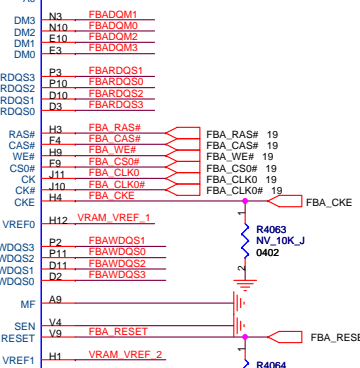 DM3 N3 FBADQM1
DM2 N10 FBADQM0
DM1 E10 FBADQM2
DM0 E3 FBADQM3
RDQS3 P3 FBARDQS1
RDQS2 P10 FBARDQS0
RDQS1 D10 FBARDQS2
RDQS0 D3 FBARDQS3
RAS# H3 FBA_RAS# FBA_RAS# 19
CAS# F4 FBA_CAS# FBA_CAS# 19
WE# H9 FBA_WE# FBA_WE# 19
CS0# F9 FBA_CS0# FBA_CS0# 19
CK J11 FBA_CLK0 FBA_CLK0 19
CK# J10 FBA_CLK0# FBA_CLK0# 19
CKE H4 FBA_CKE FBA_CKE
1
VREF0 H12 VRAM_VREF_1
R4063
NV_10K_J
0402
2
WDQS3 P2 FBAWDQS1
WDQS2 P11 FBAWDQS0
WDQS1 D11 FBAWDQS2
WDQS0 D2 FBAWDQS3
MF A9
SEN V4
RESET V9 FBA_RESET FBA_RESE
1
VREF1 H1 VRAM_VREF_2
R4064